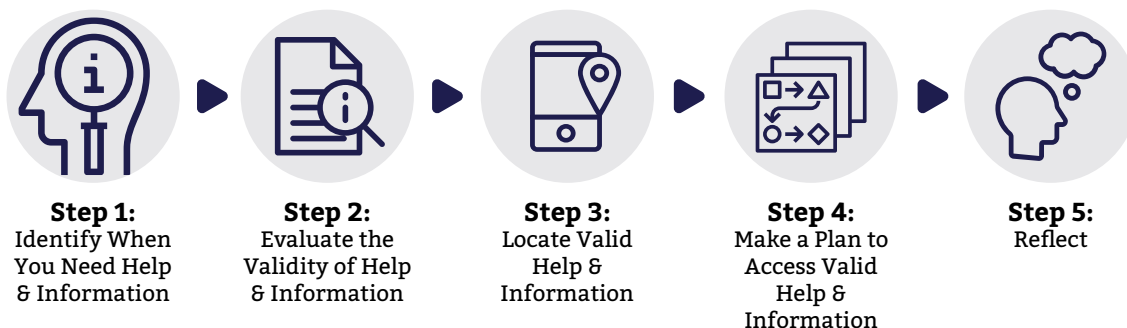 Step 1:
Identify When
You Need Help
& Information
Step 2:
Evaluate the
Validity of Help
& Information
Step 3:
Locate Valid
Help &
Information
Step 4:
Make a Plan to
Access Valid
Help &
Information
Step 5:
Reflect